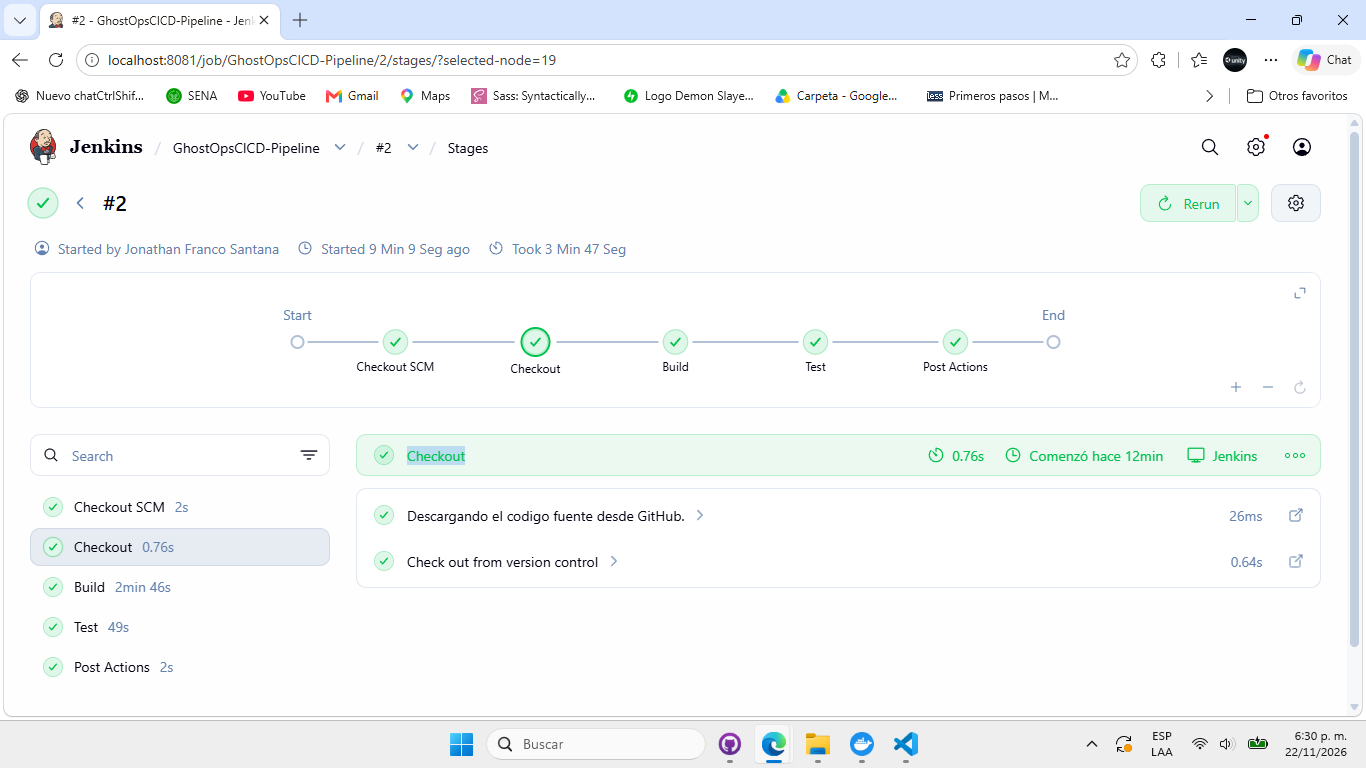 #2 - GhostOpsCICD-Pipeline - Jenk
localhost:8081/job/GhostOpsCICD-Pipeline/2/stages/?selected-node=19
unity
Chat
Nuevo chatCtrlShif...
SENA
YouTube
Gmail
Maps
Sass: Syntactically...
Logo Demon Slaye...
Carpeta - Google...
less
Primeros pasos | M...
Otros favoritos
Jenkins / GhostOpsCICD-Pipeline / #2 / Stages
#2
Rerun
Started by Jonathan Franco Santana
Started 9 Min 9 Seg ago
Took 3 Min 47 Seg
Start
End
Checkout SCM
Checkout
Build
Test
Post Actions
Search
Checkout
0.76s
Comenzó hace 12min
Jenkins
Checkout SCM 2s
Checkout 0.76s
Build 2min 46s
Test 49s
Post Actions 2s
Descargando el codigo fuente desde GitHub.
26ms
Check out from version control
0.64s
Buscar
ESP
LAA
6:30 p. m.
22/11/2026